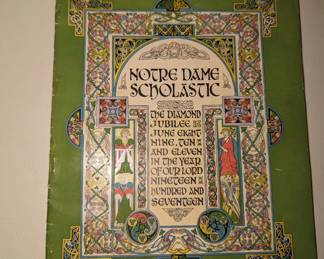 NOTRE DAME
SCHOLASTIC
THE DIAMOND
JUBILEE
JUNE EIGHT
NINE, TEN
AND ELEVEN
IN THE YEAR
OF OUR LORD
NINETEEN
HUNDRED AND
SEVENTEEN